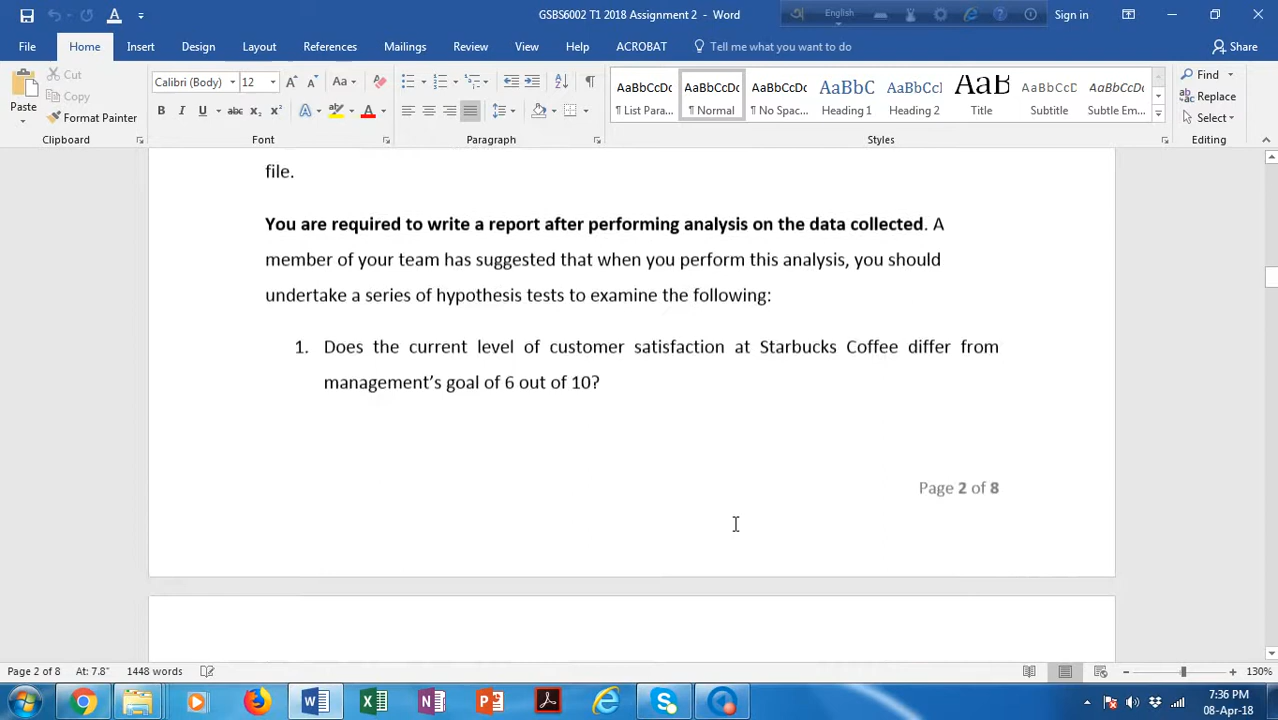 GSBS6002 T1 2018 Assignment 2 - Word
English
Sign in
File Home Insert Design Layout References Mailings Review View Help ACROBAT Tell me what you want to do Share
Paste
Cut
Copy
Format Painter
Clipboard
Calibri (Body) 12
Font
Paragraph
AaBbCcDc AaBbCcDc AaBbCcDc AaBbC AaBbCcI AaB AaBbCcD AaBbCcDc
¶ List Para... ¶ Normal ¶ No Spac... Heading 1 Heading 2 Title Subtitle Subtle Em...
Styles
Find
Replace
Select
Editing
file.
You are required to write a report after performing analysis on the data collected. A
member of your team has suggested that when you perform this analysis, you should
undertake a series of hypothesis tests to examine the following:
1. Does the current level of customer satisfaction at Starbucks Coffee differ from
management's goal of 6 out of 10?
Page 2 of 8
Page 2 of 8 At: 7.8" 1448 words
130%
7:36 PM
08-Apr-18